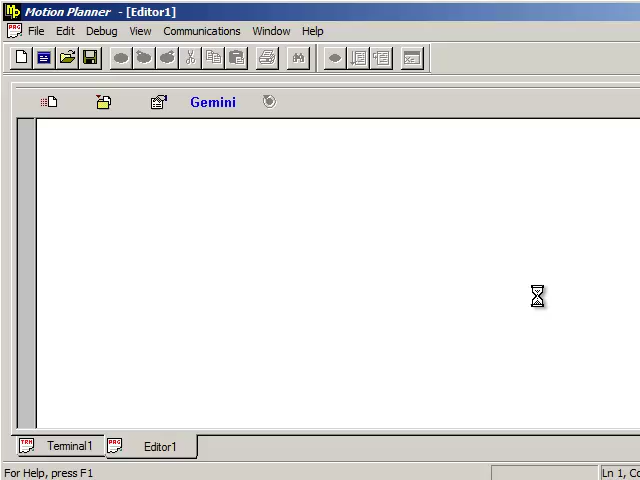 Motion Planner - [Editor1]
File Edit Debug View Communications Window Help
Gemini
Terminal1 Editor1
For Help, press F1
Ln 1, Co